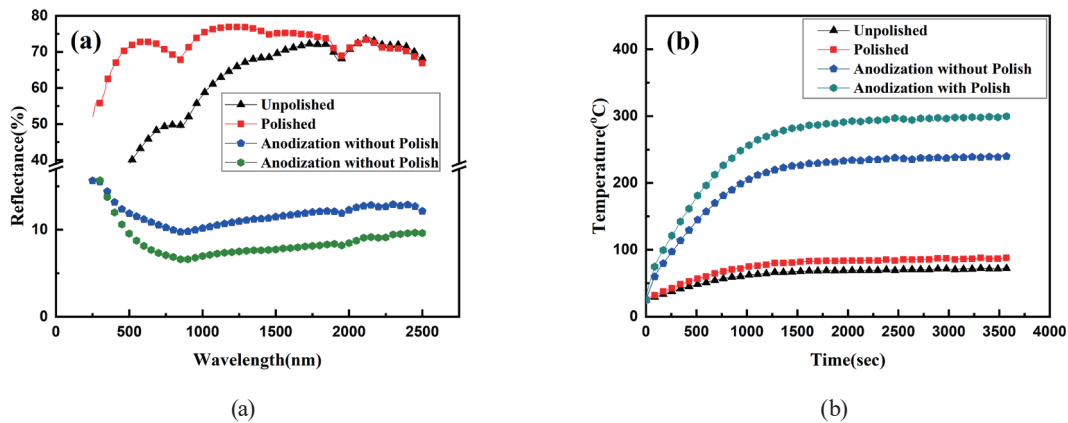 (a)
80
70
60
50
40
10
0
Reflectance(%)
Unpolished
Polished
Anodization without Polish
Anodization without Polish
0 500 1000 1500 2000 2500
Wavelength(nm)
(a)
(b)
400
300
200
100
0
Temperature(°C)
Unpolished
Polished
Anodization without Polish
Anodization with Polish
0 500 1000 1500 2000 2500 3000 3500 4000
Time(sec)
(b)